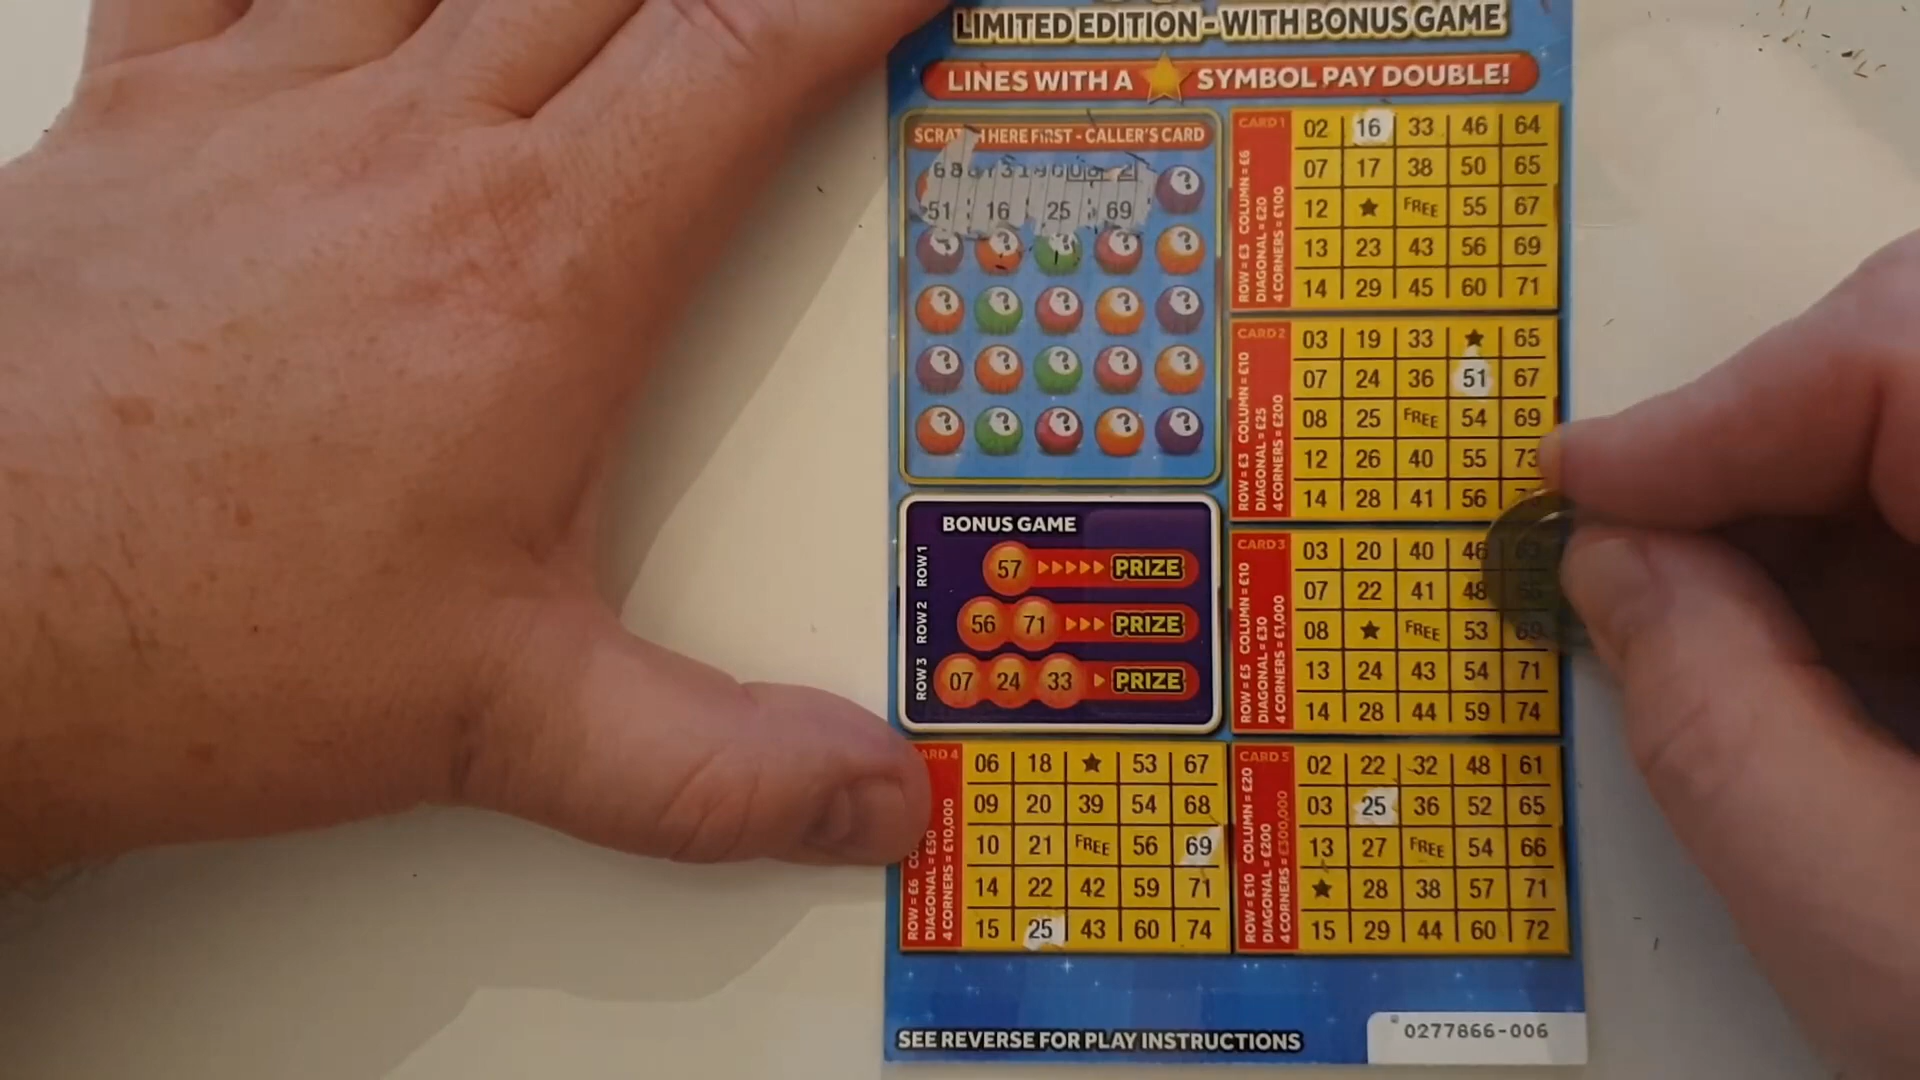 LIMITED EDITION - WITH BONUS GAME
LINES WITH A SYMBOL PAY DOUBLE!
SCRATCH HERE FIRST - CALLER'S CARD
51 16 25 69
? ? ? ? ?
? ? ? ? ?
? ? ? ? ?
? ? ? ? ?
?
CARD 1
ROW = £3 COLUMN = £6
DIAGONAL = £20
4 CORNERS = £100
02 16 33 46 64
07 17 38 50 65
12 ★ FREE 55 67
13 23 43 56 69
14 29 45 60 71
CARD 2
ROW = £3 COLUMN = £10
DIAGONAL = £25
4 CORNERS = £200
03 19 33 ★ 65
07 24 36 51 67
08 25 FREE 54 69
12 26 40 55 73
14 28 41 56
BONUS GAME
ROW 1
57 PRIZE
ROW 2
56 71 PRIZE
ROW 3
07 24 33 PRIZE
CARD 3
ROW = £5 COLUMN = £10
DIAGONAL = £30
4 CORNERS = £1,000
03 20 40 46
07 22 41 48
08 ★ FREE 53 69
13 24 43 54 71
14 28 44 59 74
CARD 4
ROW = £6
DIAGONAL = £50
4 CORNERS = £10,000
06 18 ★ 53 67
09 20 39 54 68
10 21 FREE 56 69
14 22 42 59 71
15 25 43 60 74
CARD 5
ROW = £10 COLUMN = £20
DIAGONAL = £200
4 CORNERS = £300,000
02 22 32 48 61
03 25 36 52 65
13 27 FREE 54 66
★ 28 38 57 71
15 29 44 60 72
SEE REVERSE FOR PLAY INSTRUCTIONS
0277866-006